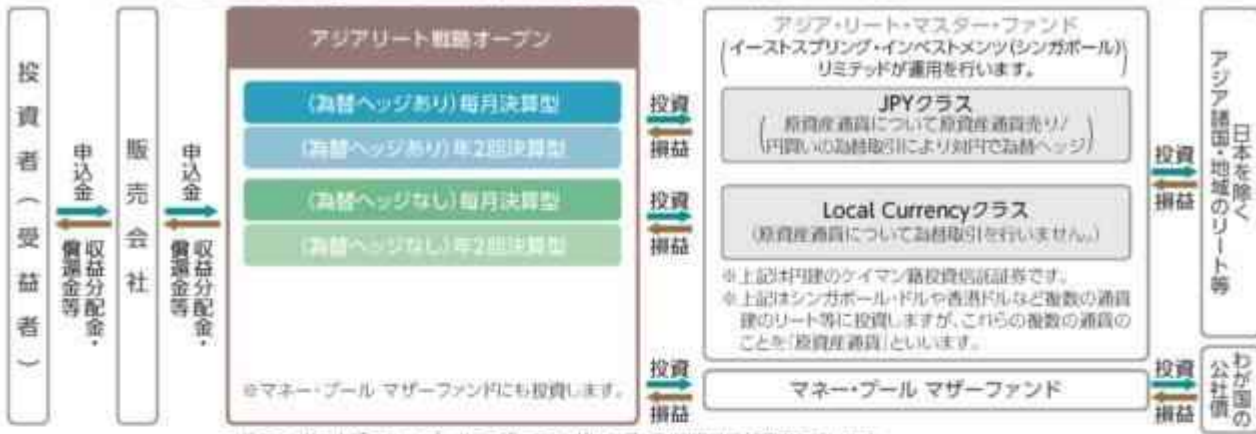 投資者（受益者）
申込金
収益分配金・
償還金等
販売会社
申込金
収益分配金・
償還金等
アジアリート戦略オープン
(為替ヘッジあり)毎月決算型
(為替ヘッジあり)年2回決算型
(為替ヘッジなし)毎月決算型
(為替ヘッジなし)年2回決算型
※マネー・プール マザーファンドにも投資します。
投資
損益
投資
損益
投資
損益
アジア・リート・マスター・ファンド
(イーストスプリング・インベストメンツ(シンガポール)
リミテッドが運用を行います。)
JPYクラス
(原資産通貨について原資産通貨売り/
円買いの為替取引により対円で為替ヘッジ)
Local Currencyクラス
(原資産通貨について為替取引を行いません。)
※上記は円建のケイマン籍投資信託証券です。
※上記はシンガポール・ドルや香港ドルなど複数の通貨
建のリート等に投資しますが、これらの複数の通貨の
ことを「原資産通貨」といいます。
マネー・プール マザーファンド
投資
損益
投資
損益
日本を除く
アジア諸国・地域のリート等
わが国の
公社債